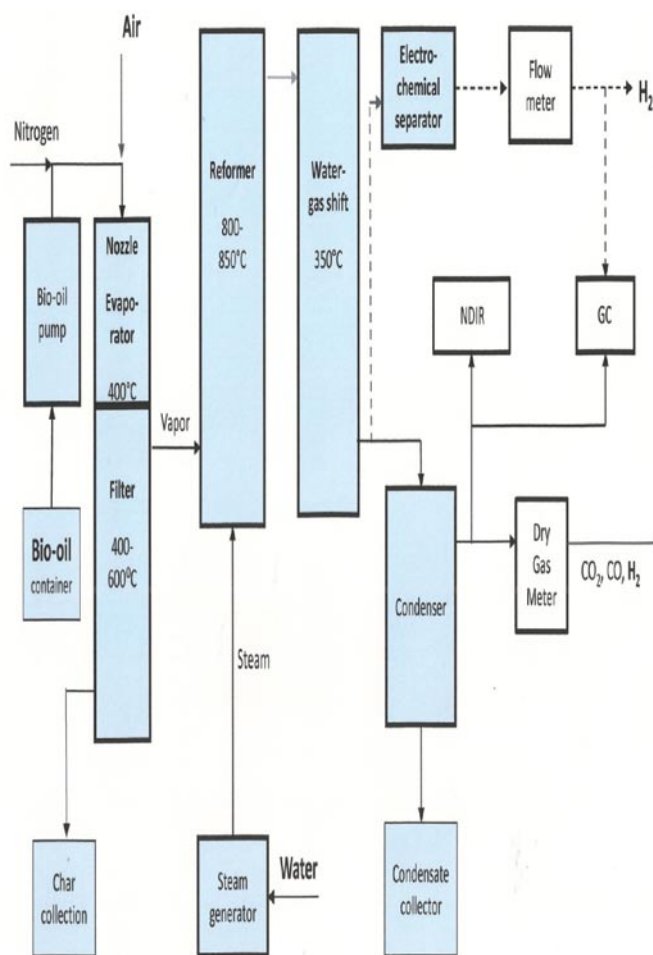 Air
Nitrogen
Bio-oil
pump
Bio-oil
container
Nozzle
Evapo-
rator
400°C
Filter
400-
600°C
Char
collection
Vapor
Reformer
800-
850°C
Steam
Steam
generator
Water
Water-
gas shift
350°C
Electro-
chemical
separator
Flow
meter
H2
NDIR
GC
Condenser
Dry
Gas
Meter
CO2, CO, H2
Condensate
collector